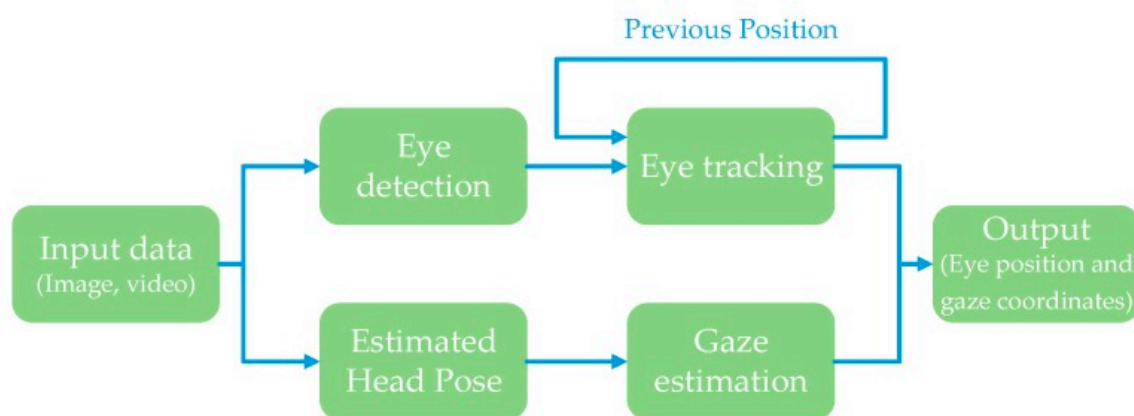 Previous Position
Eye
detection
Eye tracking
Input data
(Image, video)
Output
(Eye position and
gaze coordinates)
Estimated
Head Pose
Gaze
estimation